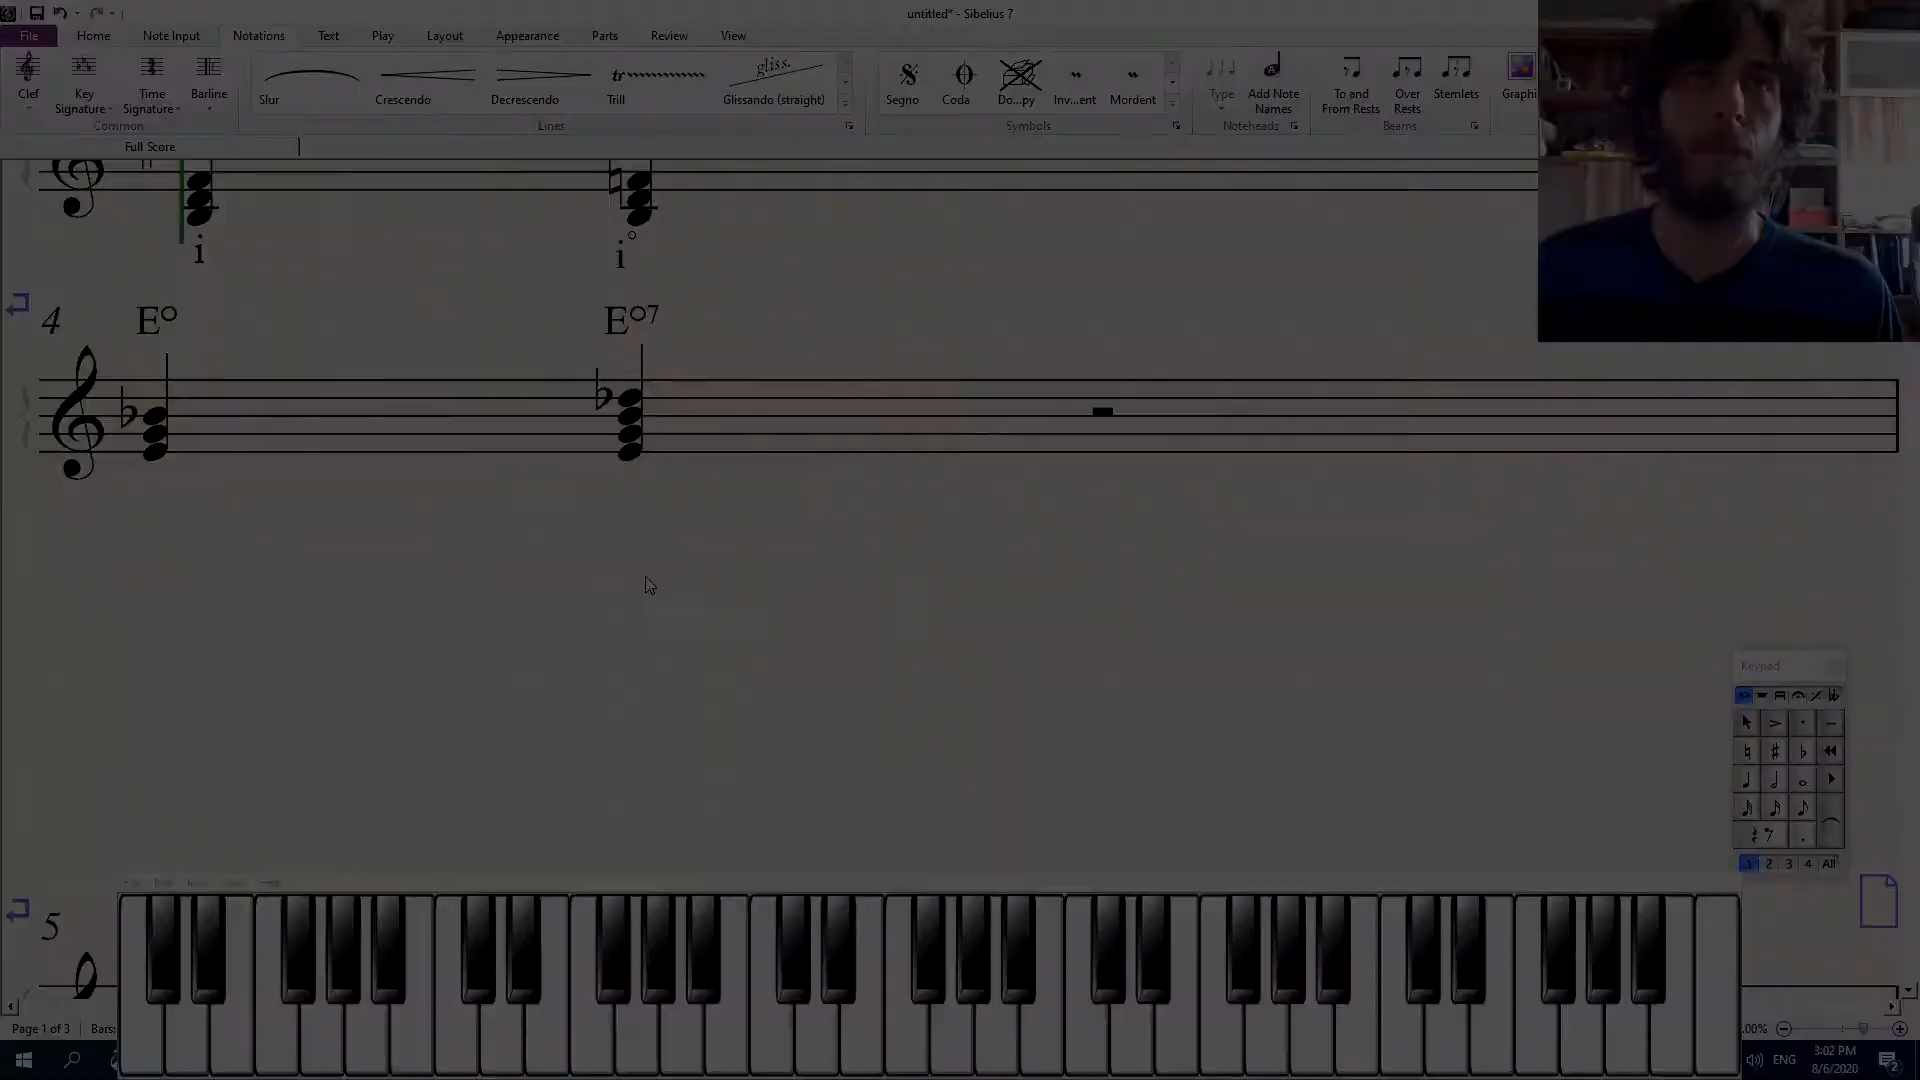 untitled* - Sibelius 7
File Home Note Input Notations Text Play Layout Appearance Parts Review View
Clef Key Signature Time Signature Barline
Common
Slur Crescendo Decrescendo tr Trill gliss. Glissando (straight)
Lines
Segno Coda Do...py Inv...ent Mordent
Symbols
Type Add Note Names
Noteheads
To and From Rests Over Rests Stemlets
Beams
Graphi
Full Score
i i°
4 E° E°7
Keypad
1 2 3 4 All
5
Page 1 of 3 Bars: .00%
ENG 3:02 PM
8/6/2020 2